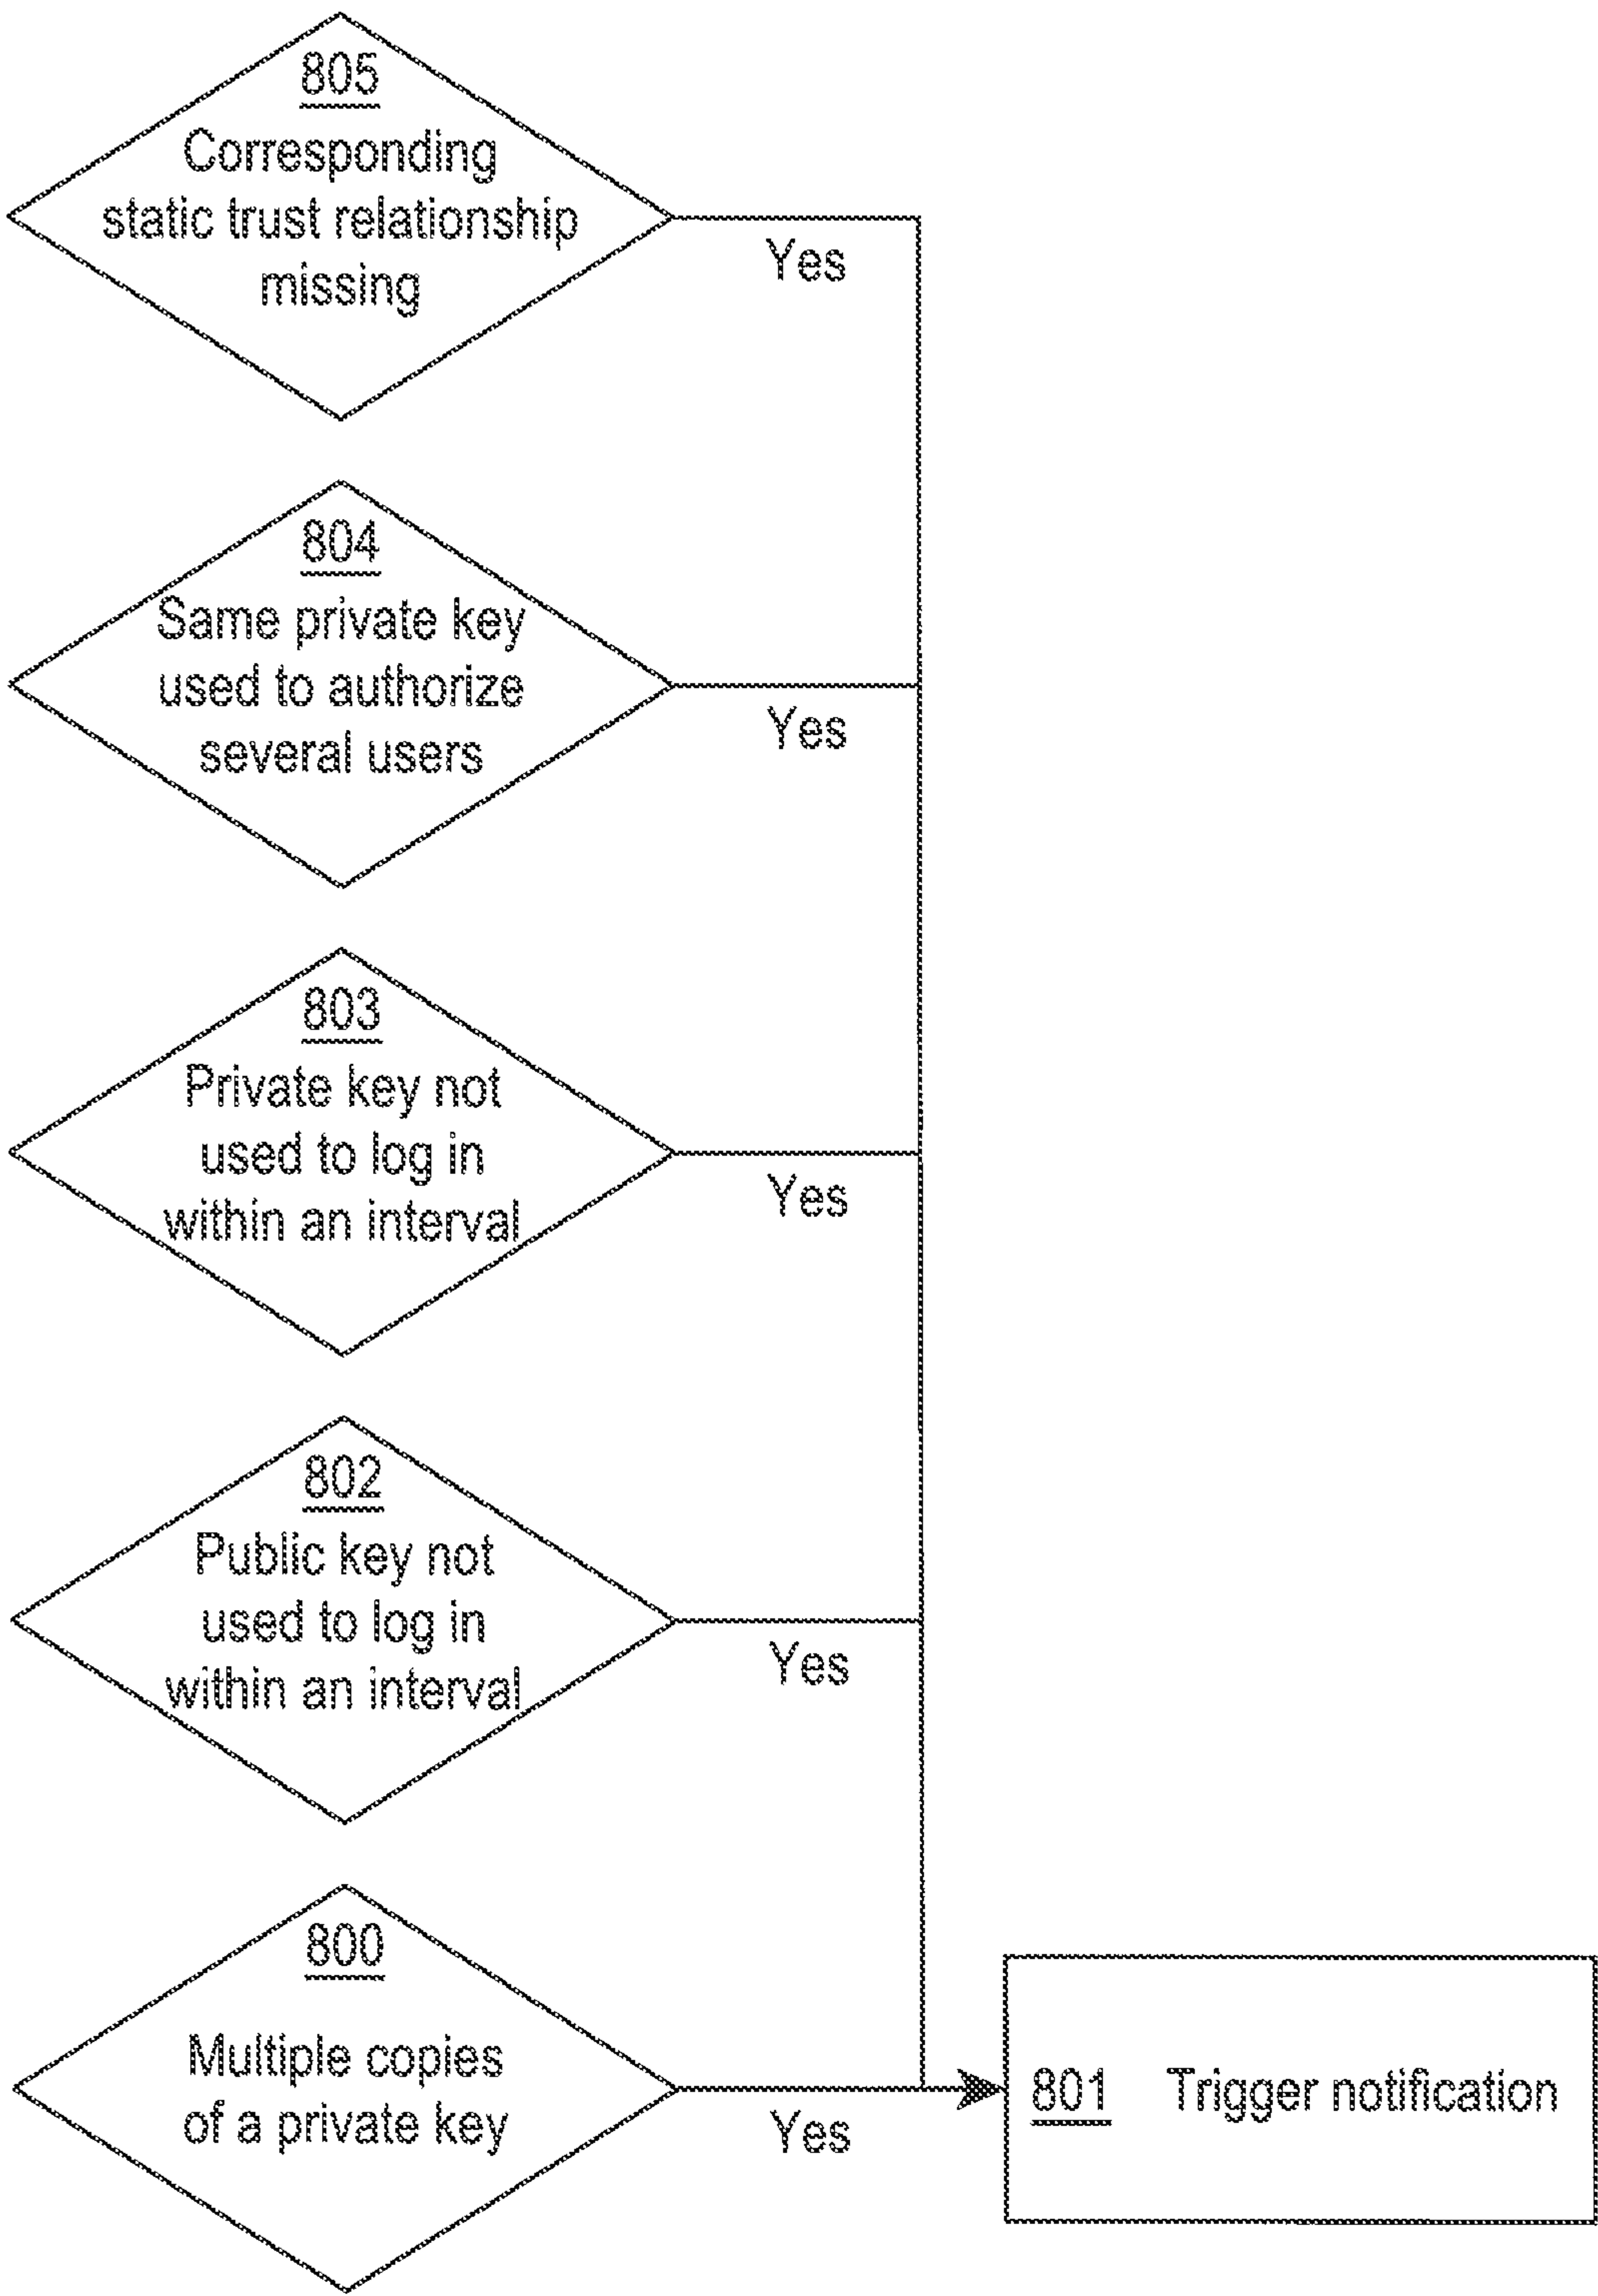 805
Corresponding
static trust relationship
missing
Yes
804
Same private key
used to authorize
several users
Yes
803
Private key not
used to log in
within an interval
Yes
802
Public key not
used to log in
within an interval
Yes
800
Multiple copies
of a private key
Yes
801 Trigger notification